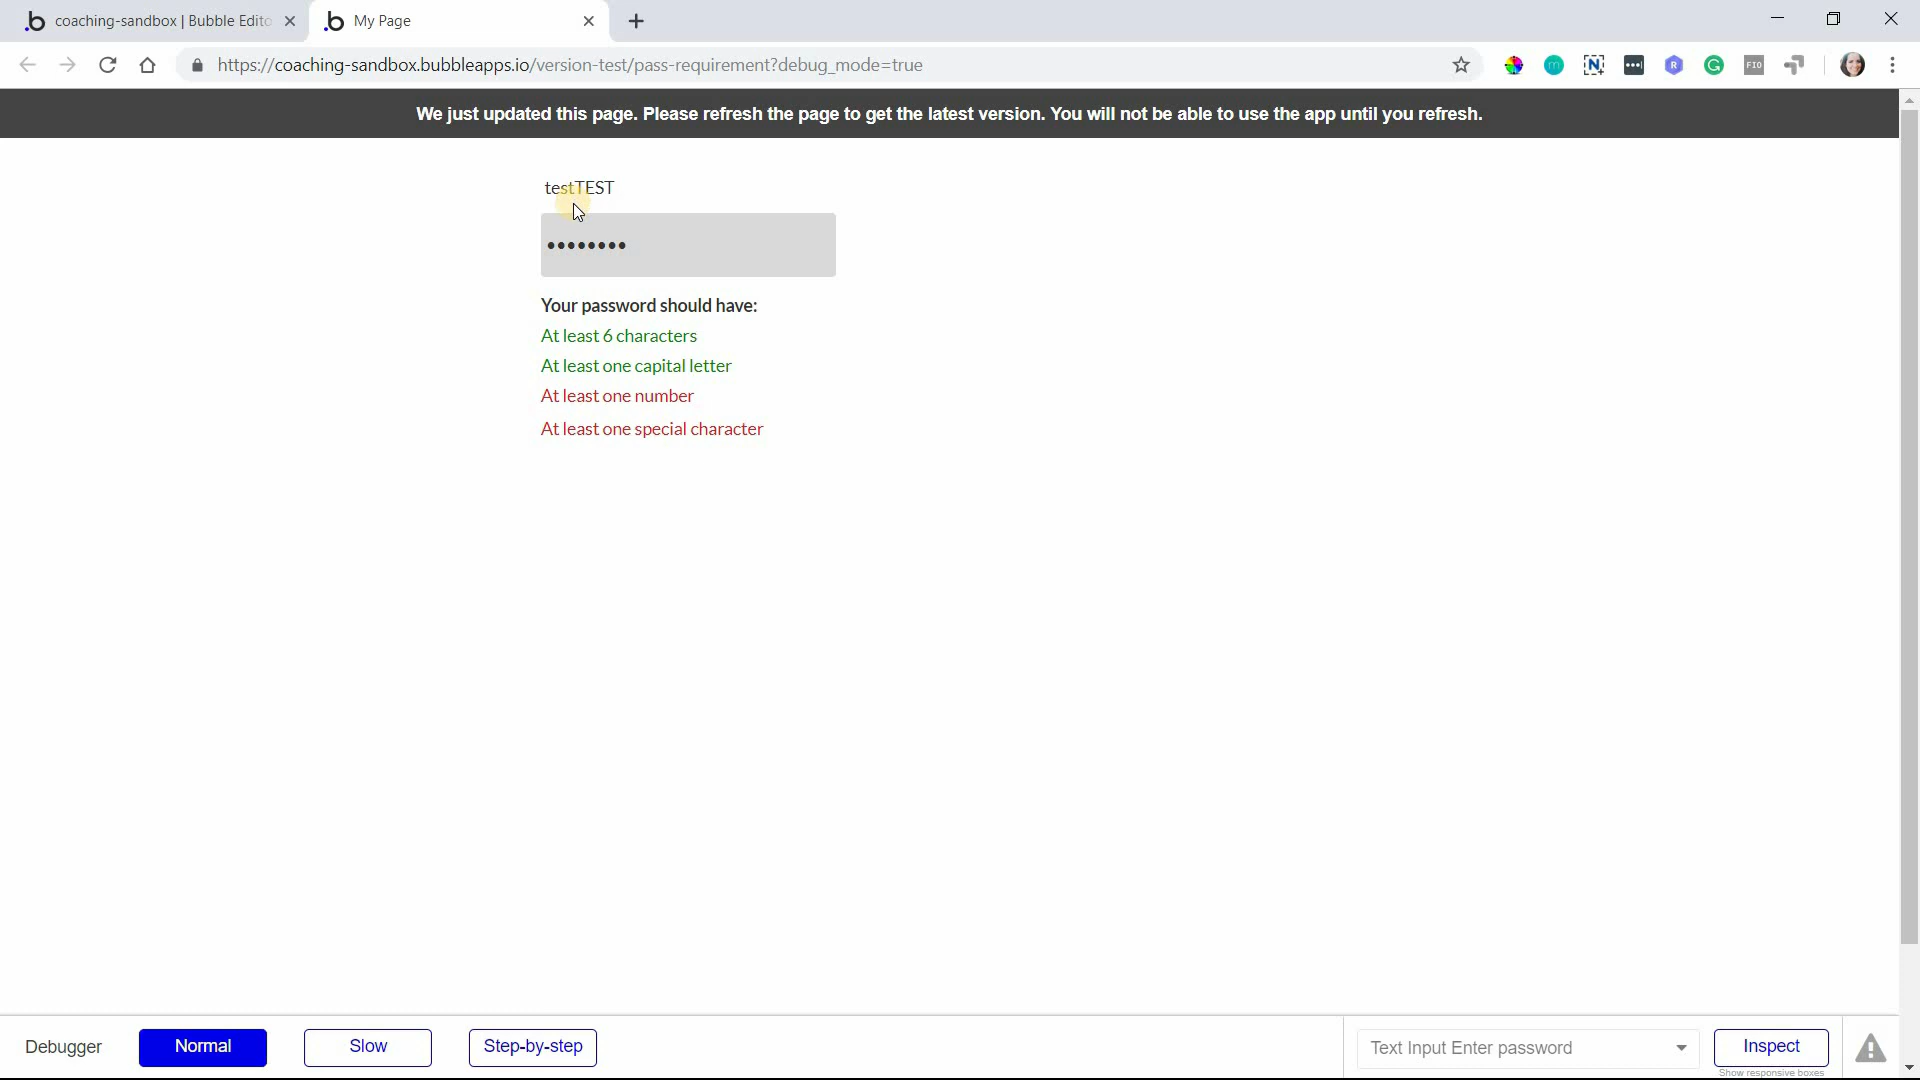 coaching-sandbox | Bubble Edito
My Page
https://coaching-sandbox.bubbleapps.io/version-test/pass-requirement?debug_mode=true
We just updated this page. Please refresh the page to get the latest version. You will not be able to use the app until you refresh.
testTEST
••••••••
Your password should have:
At least 6 characters
At least one capital letter
At least one number
At least one special character
Debugger
Normal
Slow
Step-by-step
Text Input Enter password
Inspect
Show responsive boxes